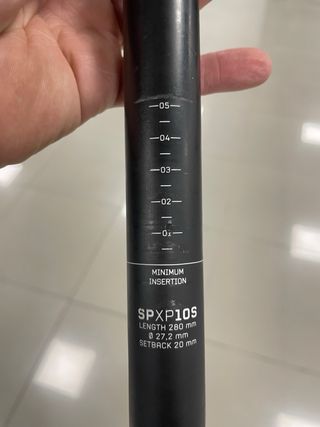 05
04
03
02
01
MINIMUM
INSERTION
SPXP10S
LENGTH 280 mm
Ø 27,2 mm
SETBACK 20 mm